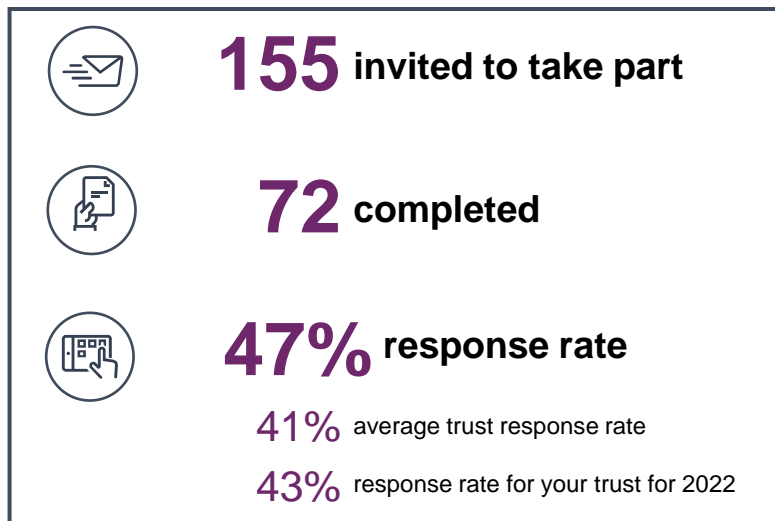 155 invited to take part
72 completed
47% response rate
41% average trust response rate
43% response rate for your trust for 2022